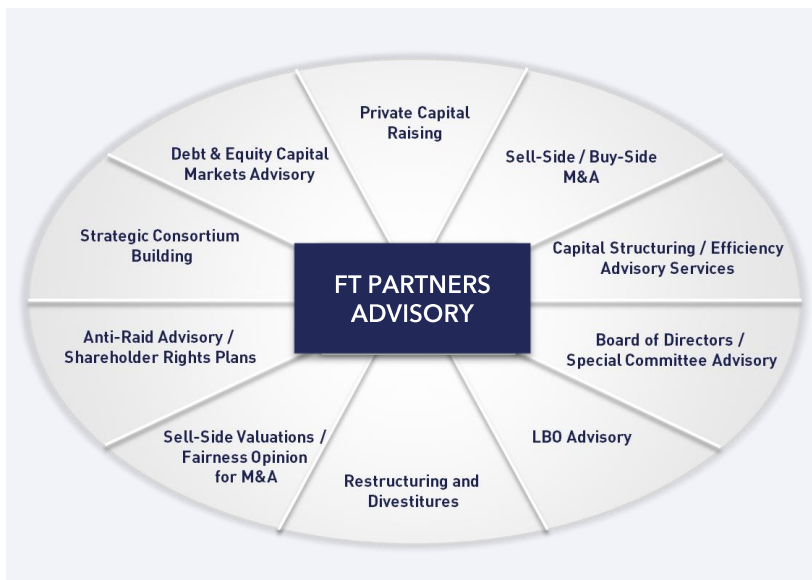 Private Capital
Raising
Sell-Side / Buy-Side
M&A
Capital Structuring / Efficiency
Advisory Services
Board of Directors /
Special Committee Advisory
LBO Advisory
Restructuring and
Divestitures
Sell-Side Valuations /
Fairness Opinion
for M&A
Anti-Raid Advisory /
Shareholder Rights Plans
Strategic Consortium
Building
Debt & Equity Capital
Markets Advisory
FT PARTNERS
ADVISORY